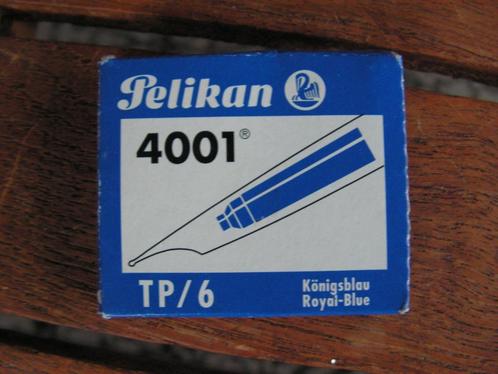 Pelikan
4001®
TP/6
Königsblau
Royal-Blue